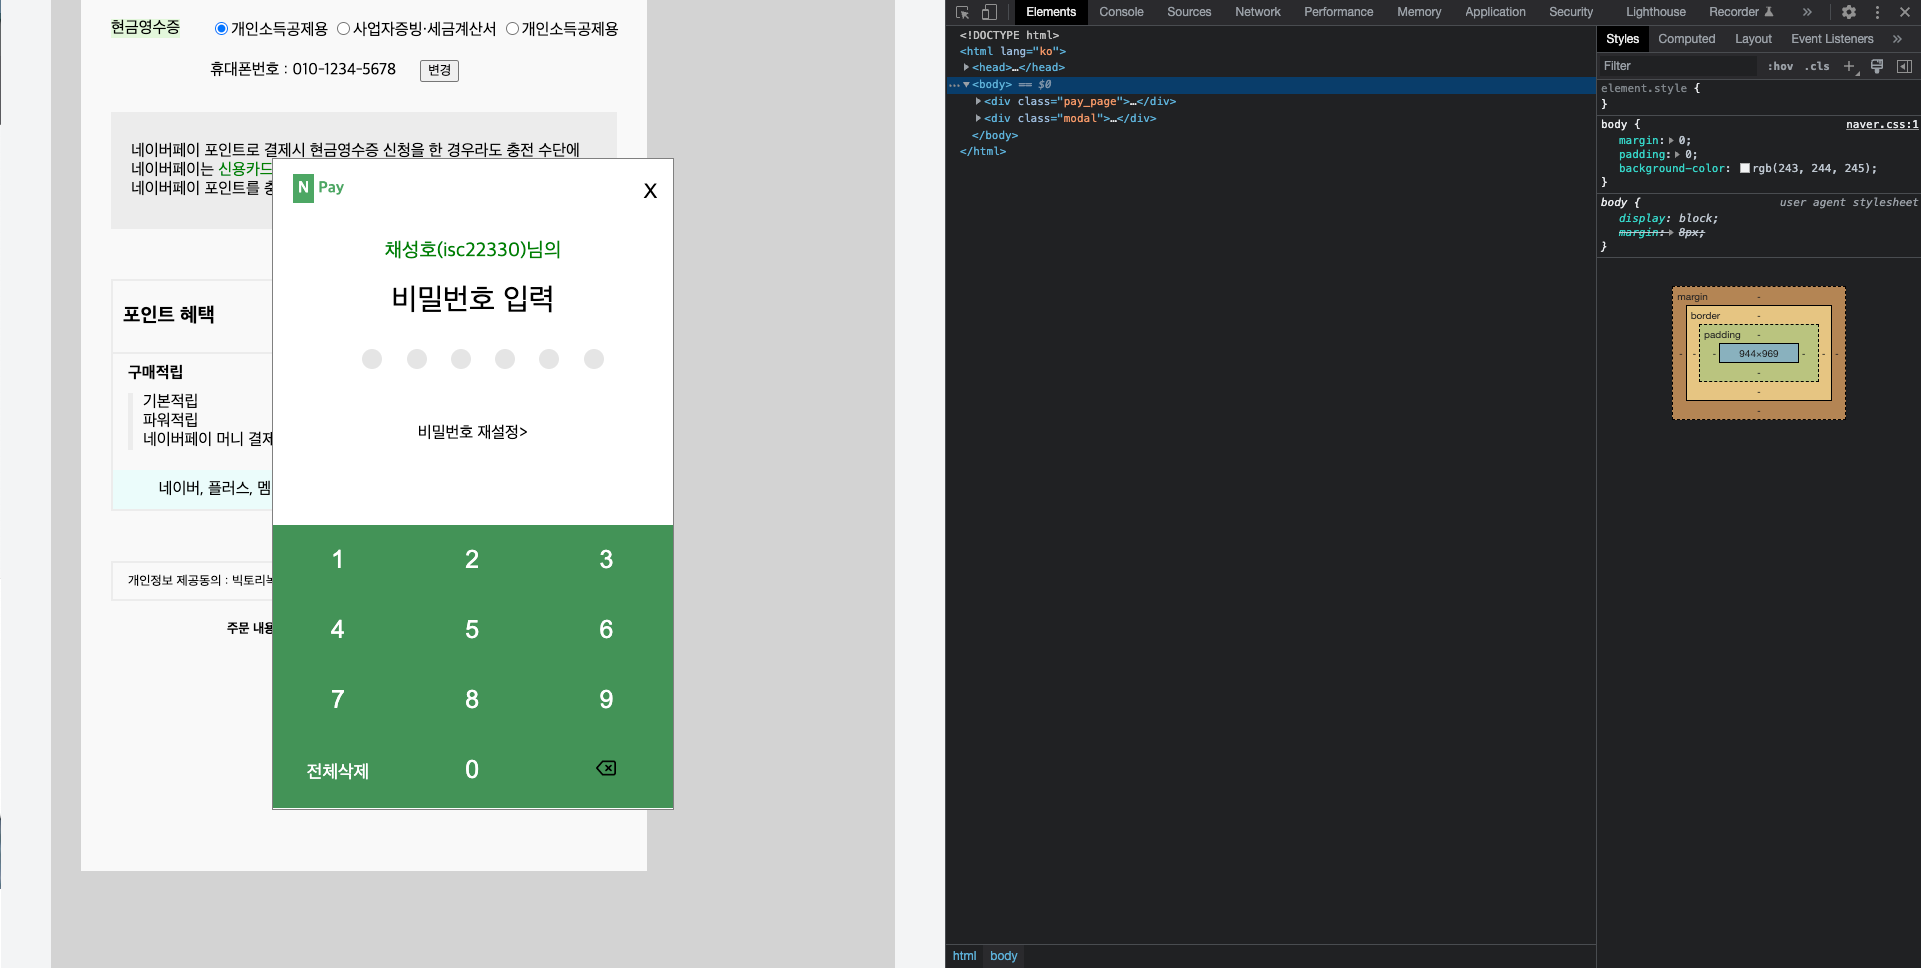 현금영수증 개인소득공제용 사업자증빙·세금계산서 개인소득공제용
휴대폰번호 : 010-1234-5678 변경
네이버페이 포인트로 결제시 현금영수증 신청을 한 경우라도 충전 수단에
네이버페이는 신용카드
네이버페이 포인트를 충
포인트 혜택
구매적립
기본적립
파워적립
네이버페이 머니 결제
네이버, 플러스, 멤
개인정보 제공동의 : 빅토리녹
주문 내용
N Pay X
채성호(isc22330)님의
비밀번호 입력
비밀번호 재설정>
1 2 3
4 5 6
7 8 9
전체삭제 0
Elements Console Sources Network Performance Memory Application Security Lighthouse Recorder
<!DOCTYPE html>
<html lang="ko">
<head>…</head>
<body> == $0
<div class="pay_page">…</div>
<div class="modal">…</div>
</body>
</html>
html body
Styles Computed Layout Event Listeners
Filter :hov .cls
element.style {
}
body { naver.css:1
margin: 0;
padding: 0;
background-color: rgb(243, 244, 245);
}
body { user agent stylesheet
display: block;
margin: 8px;
}
margin -
border -
padding -
- - - 944×969 - - -
-
-
-